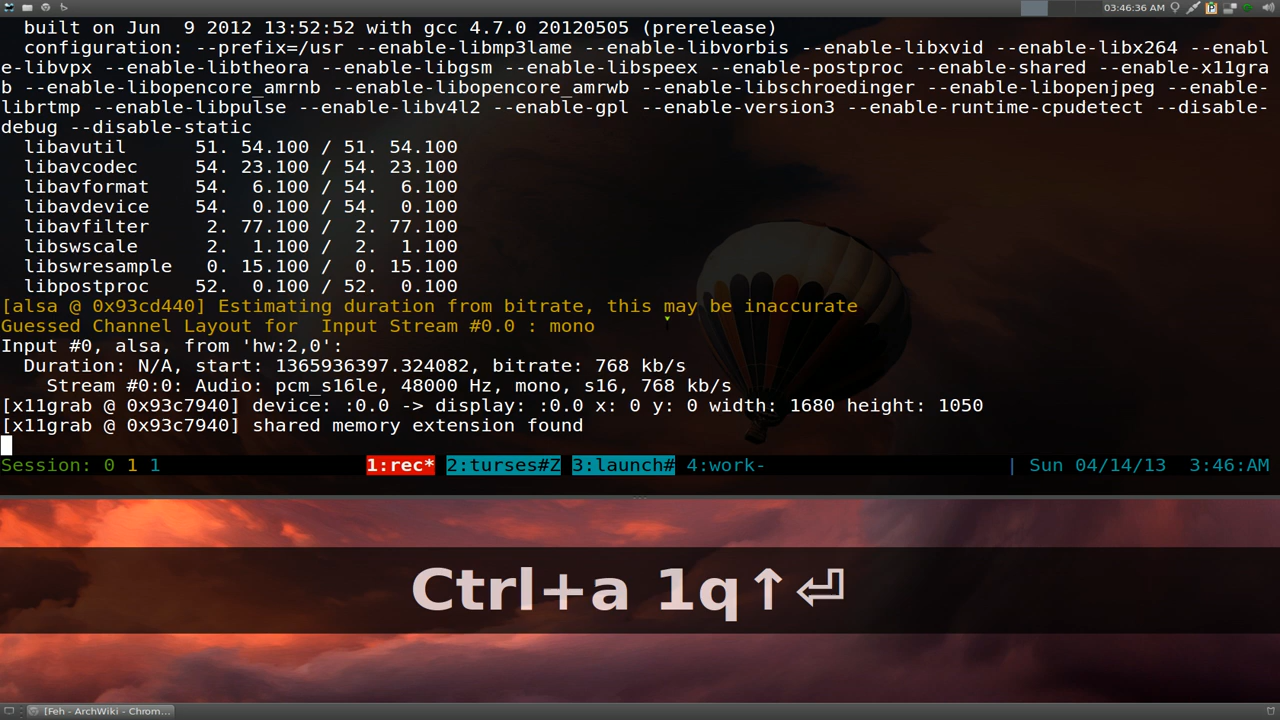 03:46:36 AM
built on Jun  9 2012 13:52:52 with gcc 4.7.0 20120505 (prerelease)
configuration: --prefix=/usr --enable-libmp3lame --enable-libvorbis --enable-libxvid --enable-libx264 --enabl
e-libvpx --enable-libtheora --enable-libgsm --enable-libspeex --enable-postproc --enable-shared --enable-x11gra
b --enable-libopencore_amrnb --enable-libopencore_amrwb --enable-libschroedinger --enable-libopenjpeg --enable-
librtmp --enable-libpulse --enable-libv4l2 --enable-gpl --enable-version3 --enable-runtime-cpudetect --disable-
debug --disable-static
libavutil      51. 54.100 / 51. 54.100
libavcodec     54. 23.100 / 54. 23.100
libavformat    54.  6.100 / 54.  6.100
libavdevice    54.  0.100 / 54.  0.100
libavfilter     2. 77.100 /  2. 77.100
libswscale      2.  1.100 /  2.  1.100
libswresample   0. 15.100 /  0. 15.100
libpostproc    52.  0.100 / 52.  0.100
[alsa @ 0x93cd440] Estimating duration from bitrate, this may be inaccurate
Guessed Channel Layout for  Input Stream #0.0 : mono
Input #0, alsa, from 'hw:2,0':
Duration: N/A, start: 1365936397.324082, bitrate: 768 kb/s
Stream #0:0: Audio: pcm_s16le, 48000 Hz, mono, s16, 768 kb/s
[x11grab @ 0x93c7940] device: :0.0 -> display: :0.0 x: 0 y: 0 width: 1680 height: 1050
[x11grab @ 0x93c7940] shared memory extension found
Session: 0 1 1 1:rec* 2:turses#Z 3:launch# 4:work- | Sun 04/14/13  3:46:AM
Ctrl+a 1q↑⏎
[Feh - ArchWiki - Chrom...